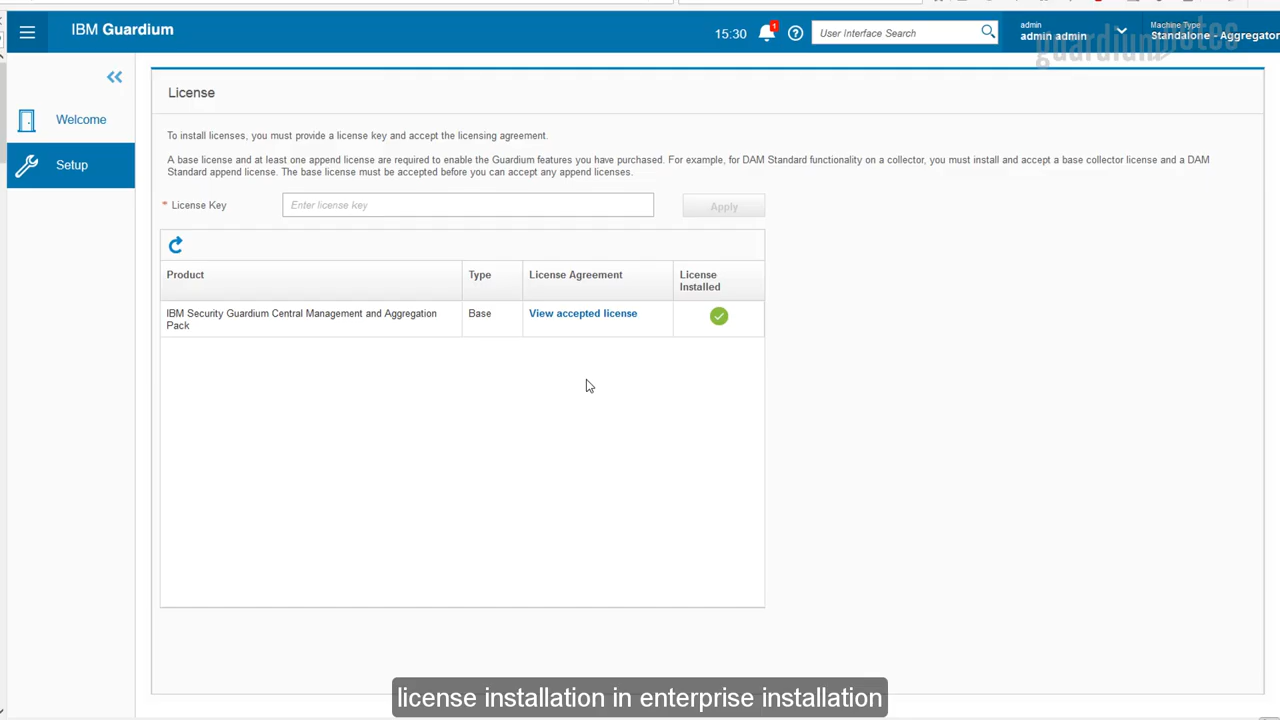 IBM Guardium
15:30
1
User Interface Search
admin
admin admin
Machine Type
Standalone - Aggregator
guardiumnotes
Welcome
Setup
License
To install licenses, you must provide a license key and accept the licensing agreement.
A base license and at least one append license are required to enable the Guardium features you have purchased. For example, for DAM Standard functionality on a collector, you must install and accept a base collector license and a DAM
Standard append license. The base license must be accepted before you can accept any append licenses.
* License Key
Enter license key
Apply
Product
Type
License Agreement
License
Installed
IBM Security Guardium Central Management and Aggregation
Pack
Base
View accepted license
license installation in enterprise installation